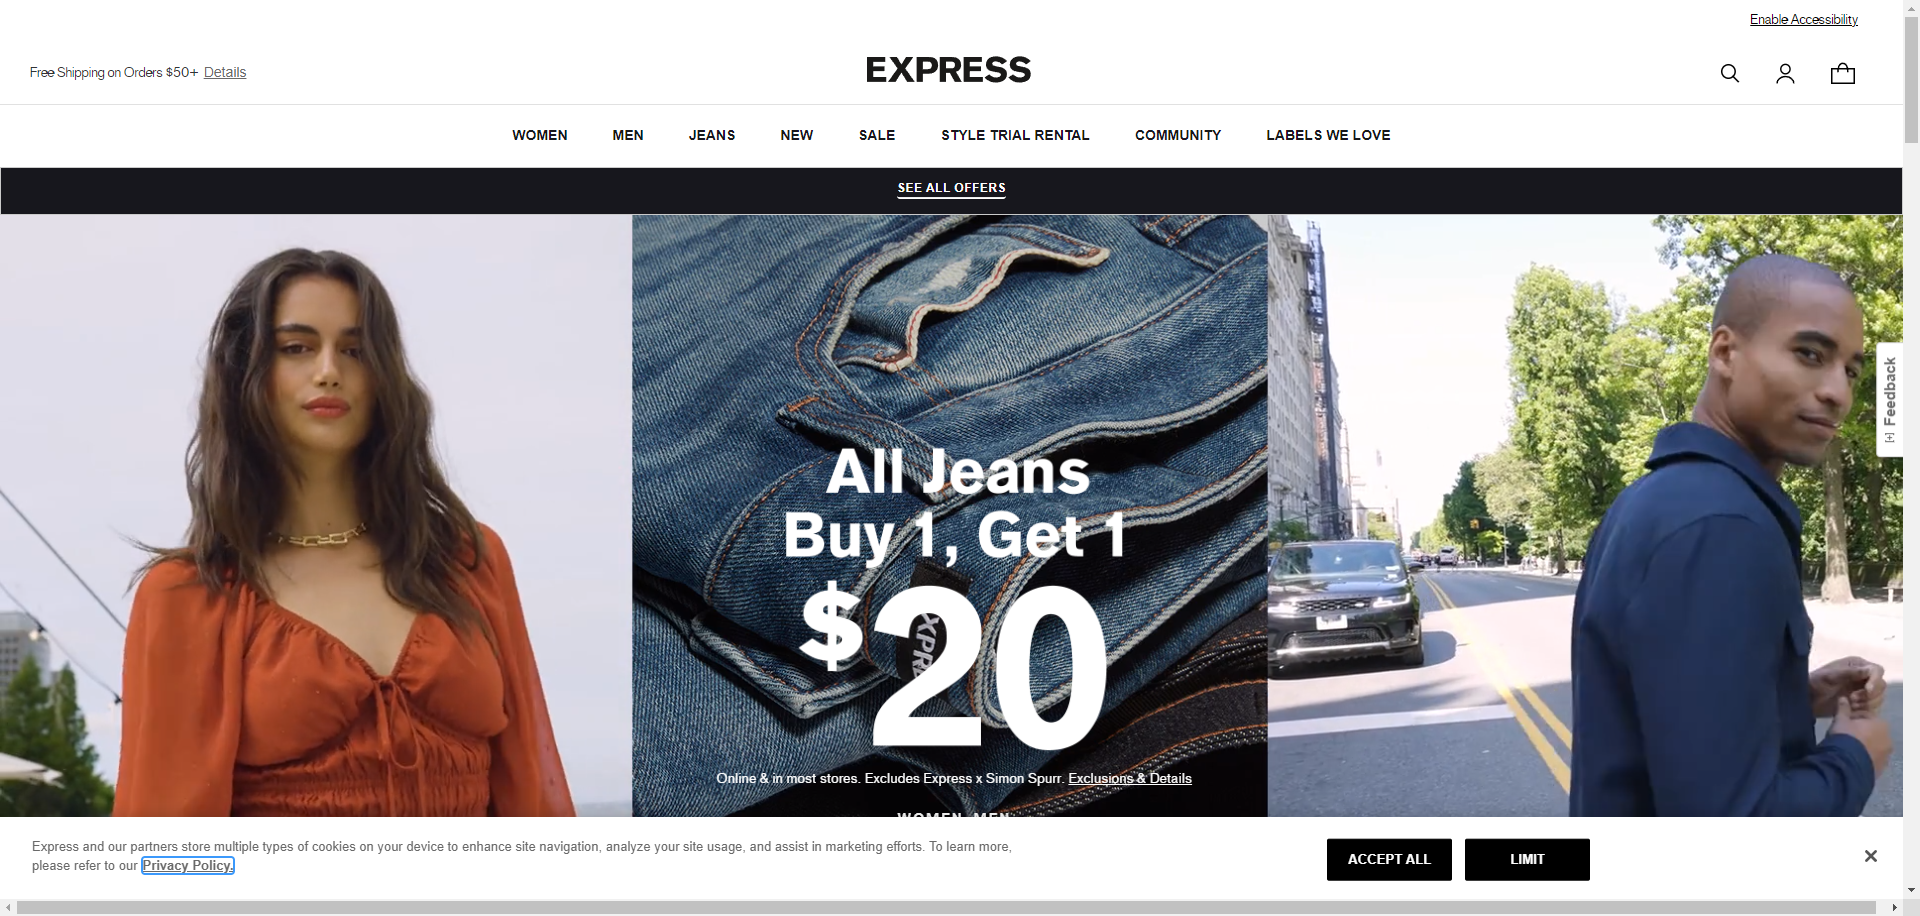 Enable Accessibility
Free Shipping on Orders $50+ Details
EXPRESS
WOMEN MEN JEANS NEW SALE STYLE TRIAL RENTAL COMMUNITY LABELS WE LOVE
SEE ALL OFFERS
All Jeans
Buy 1, Get 1
$20
Online & in most stores. Excludes Express x Simon Spurr. Exclusions & Details
WOMEN MEN
[+] Feedback
Express and our partners store multiple types of cookies on your device to enhance site navigation, analyze your site usage, and assist in marketing efforts. To learn more,
please refer to our Privacy Policy.
ACCEPT ALL
LIMIT